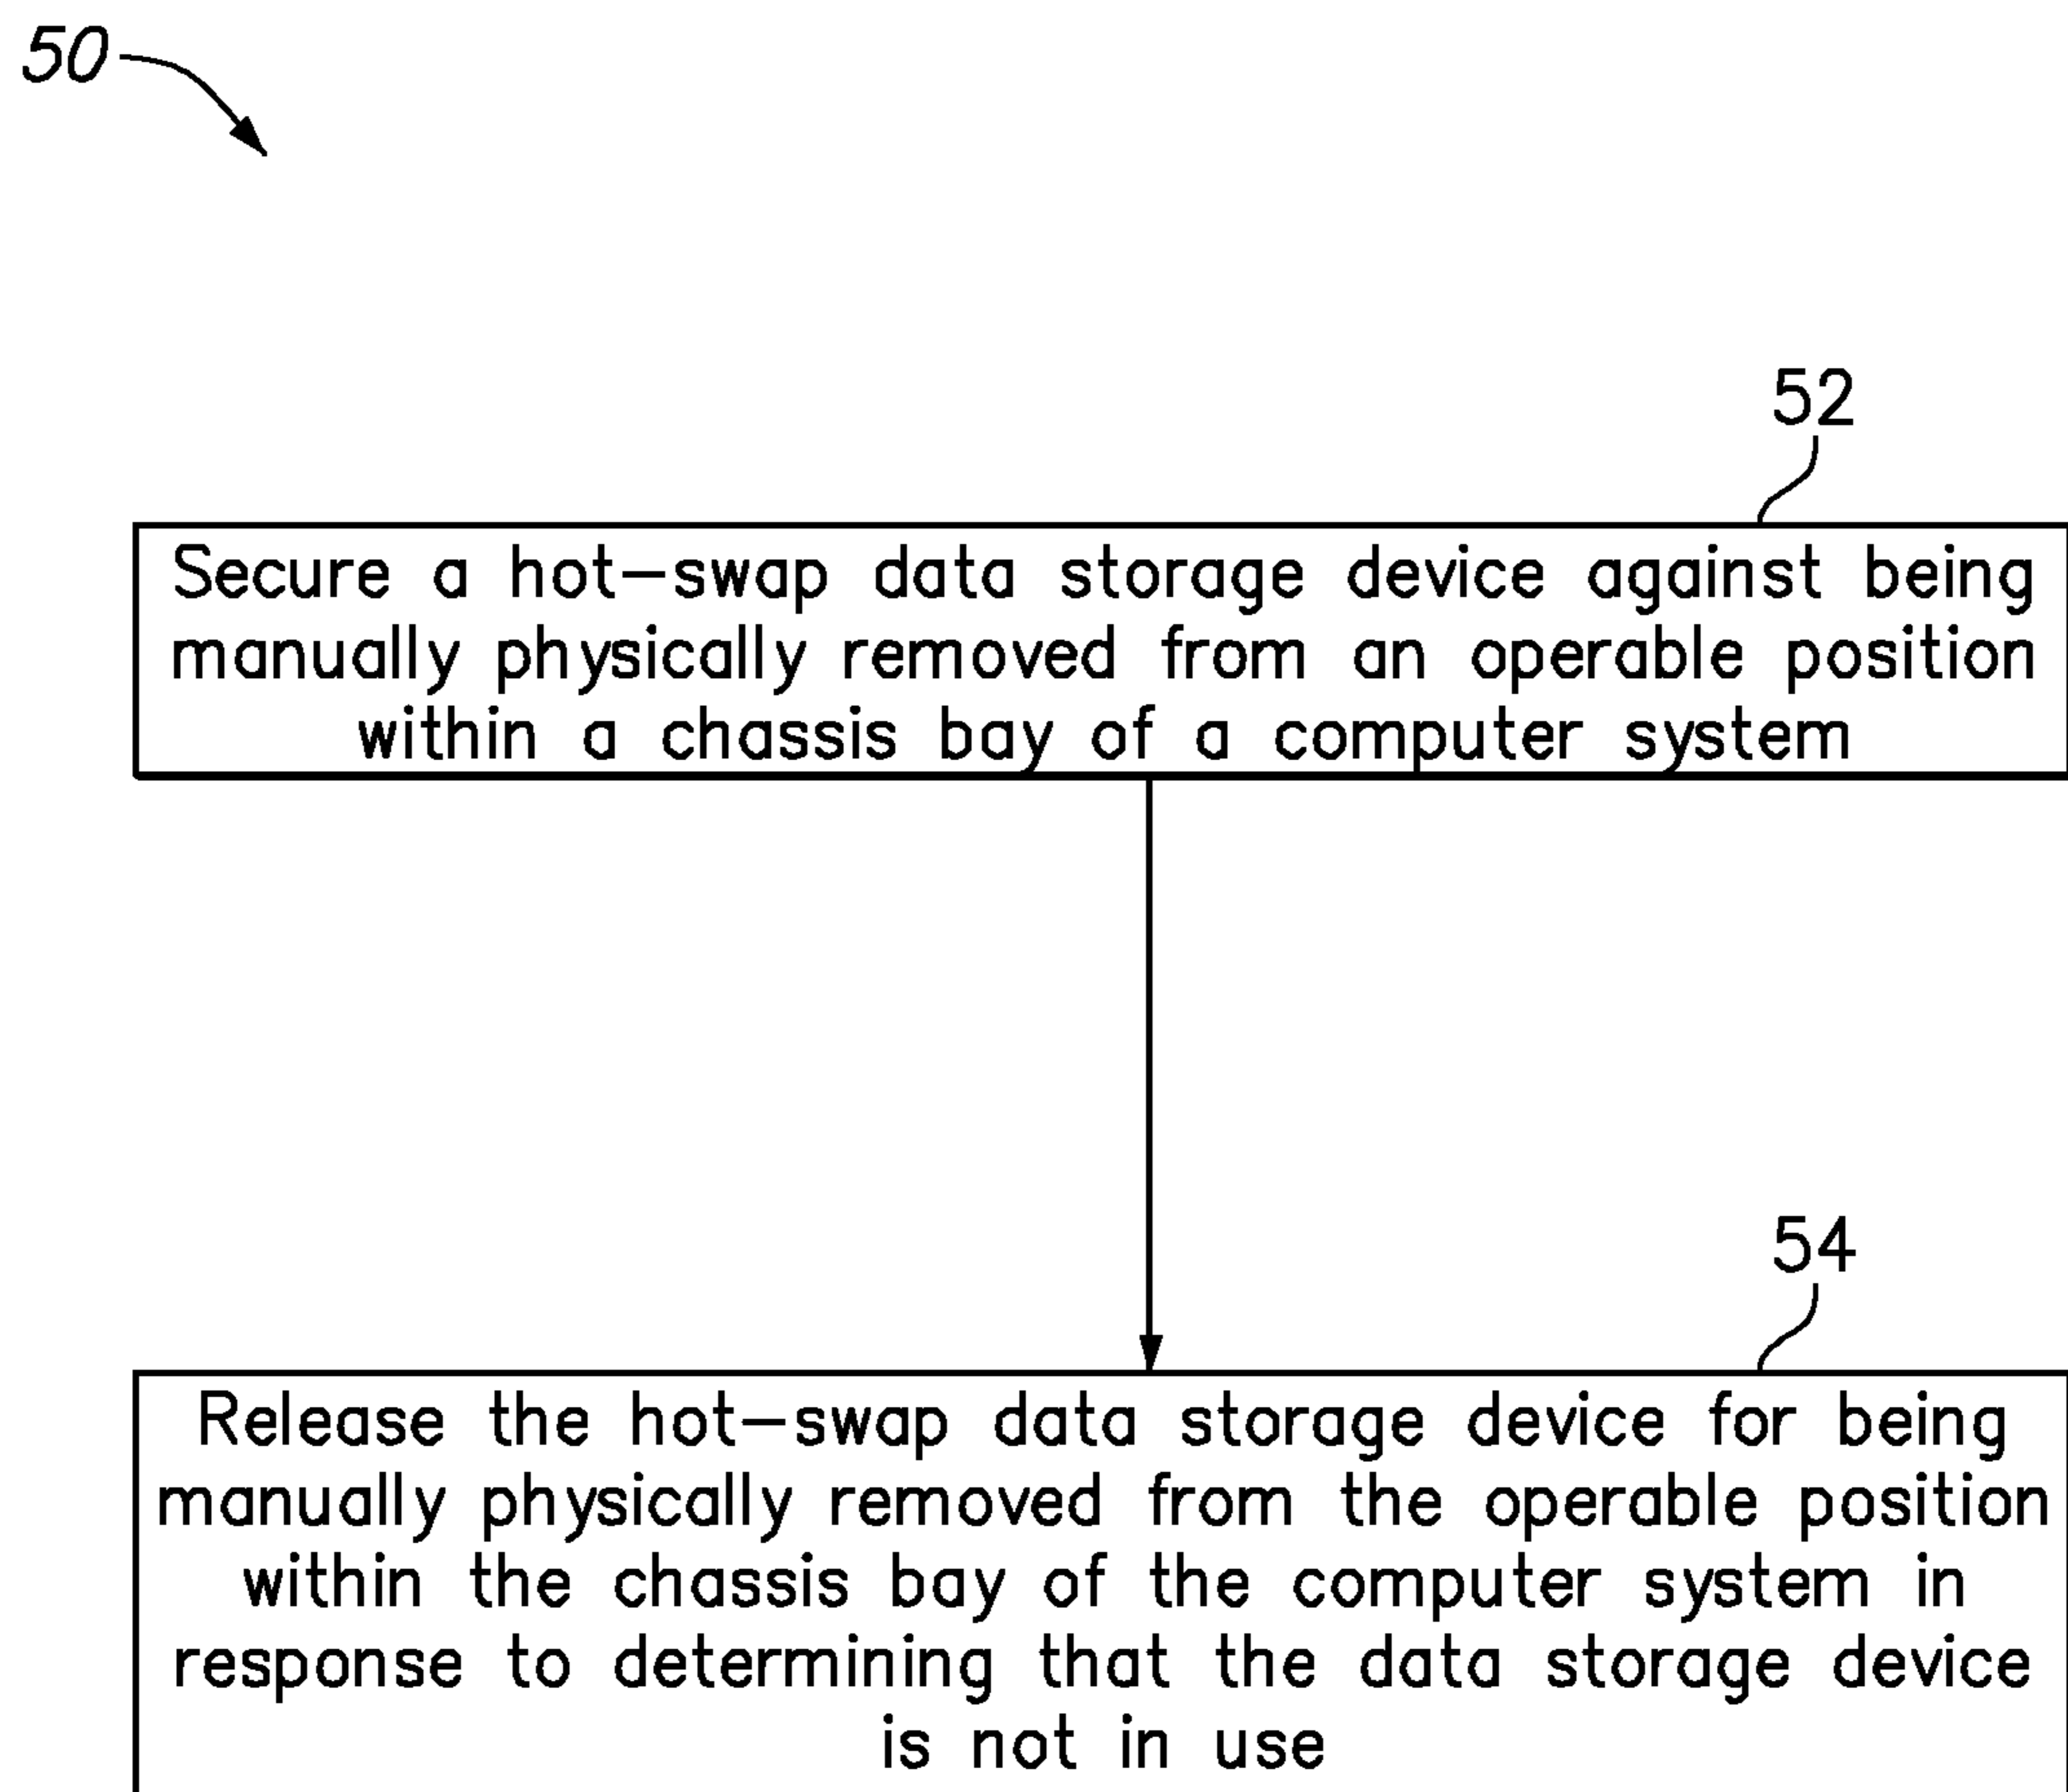 50
52
Secure a hot-swap data storage device against being
manually physically removed from an operable position
within a chassis bay of a computer system
54
Release the hot-swap data storage device for being
manually physically removed from the operable position
within the chassis bay of the computer system in
response to determining that the data storage device
is not in use